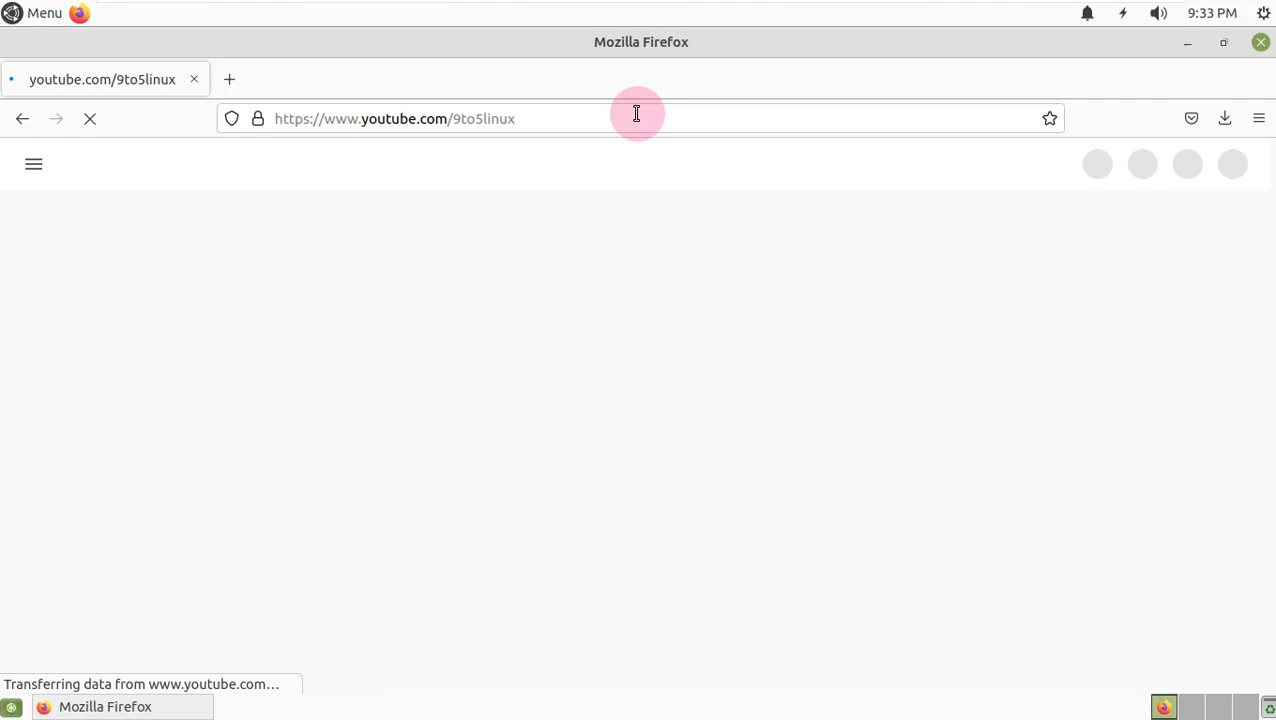 Menu
9:33 PM
Mozilla Firefox
youtube.com/9to5linux
https://www.youtube.com/9to5linux
Transferring data from www.youtube.com…
Mozilla Firefox